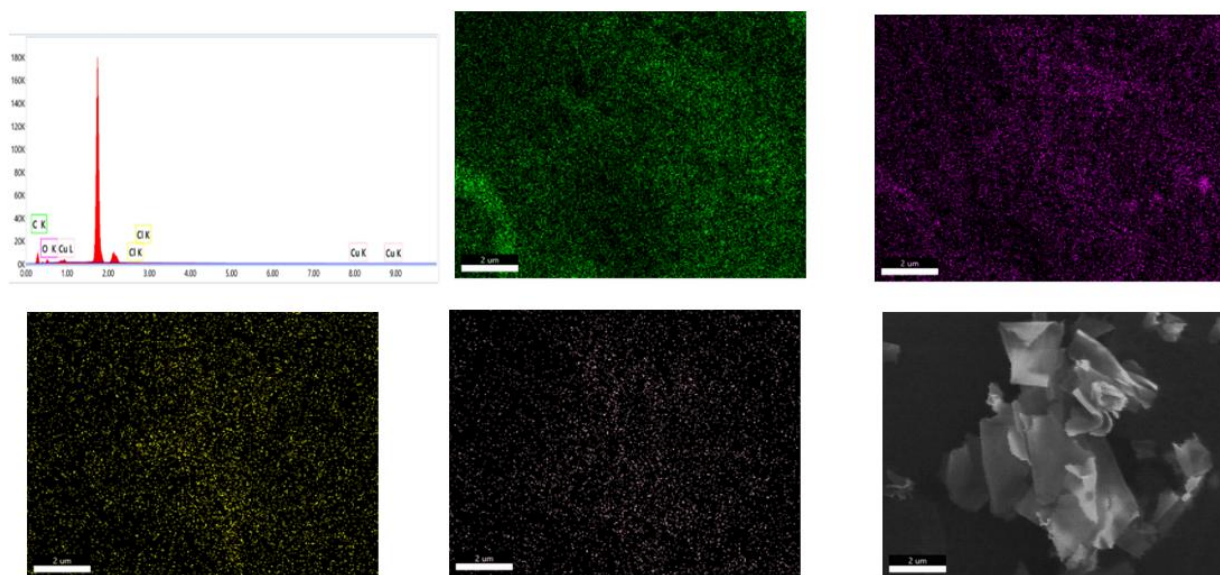 180K
160K
140K
120K
100K
80K
60K
40K
20K
0K
C K
O K
Cu L
Cl K
Cl K
Cu K
Cu K
0.00 1.00 2.00 3.00 4.00 5.00 6.00 7.00 8.00 9.00
2 um
2 um
2 um
2 um
2 um